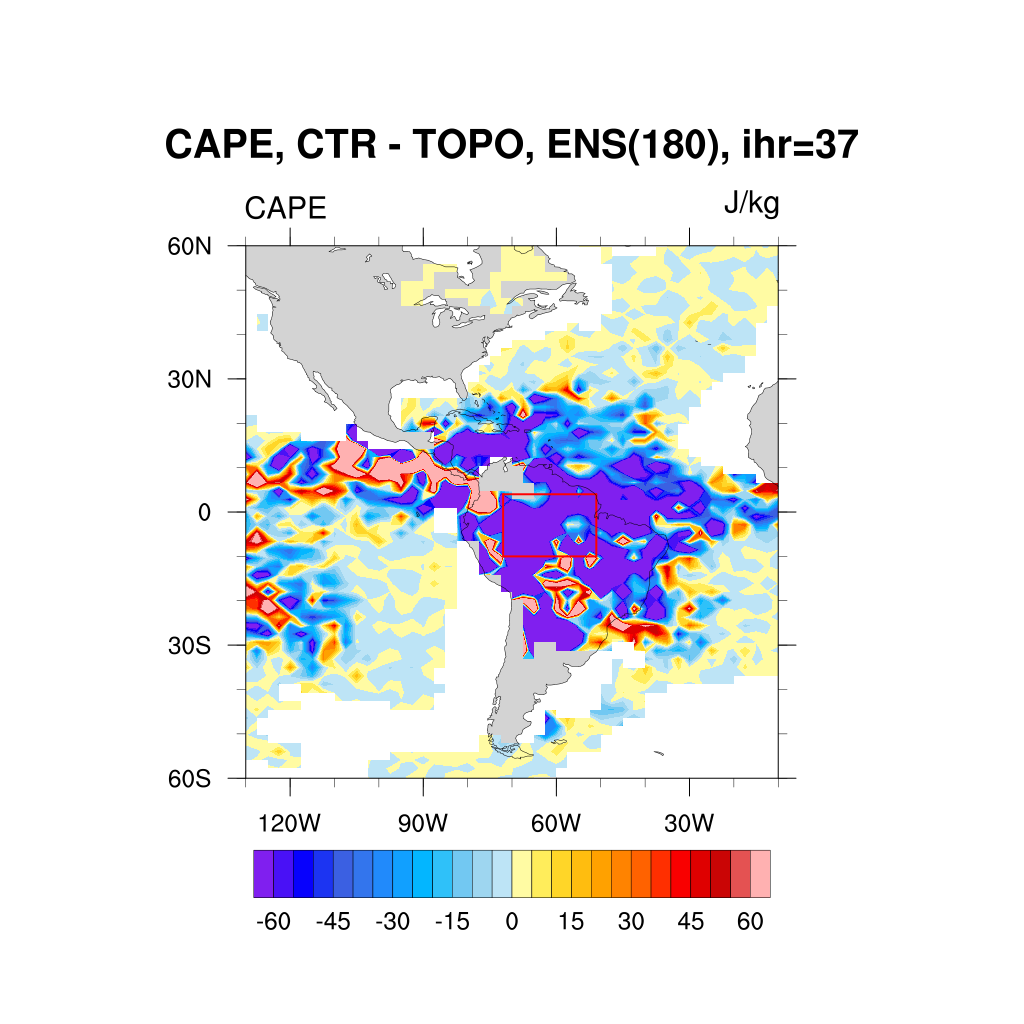 CAPE, CTR - TOPO, ENS(180), ihr=37
CAPE J/kg
60N
30N
0
30S
60S
120W 90W 60W 30W
-60 -45 -30 -15 0 15 30 45 60